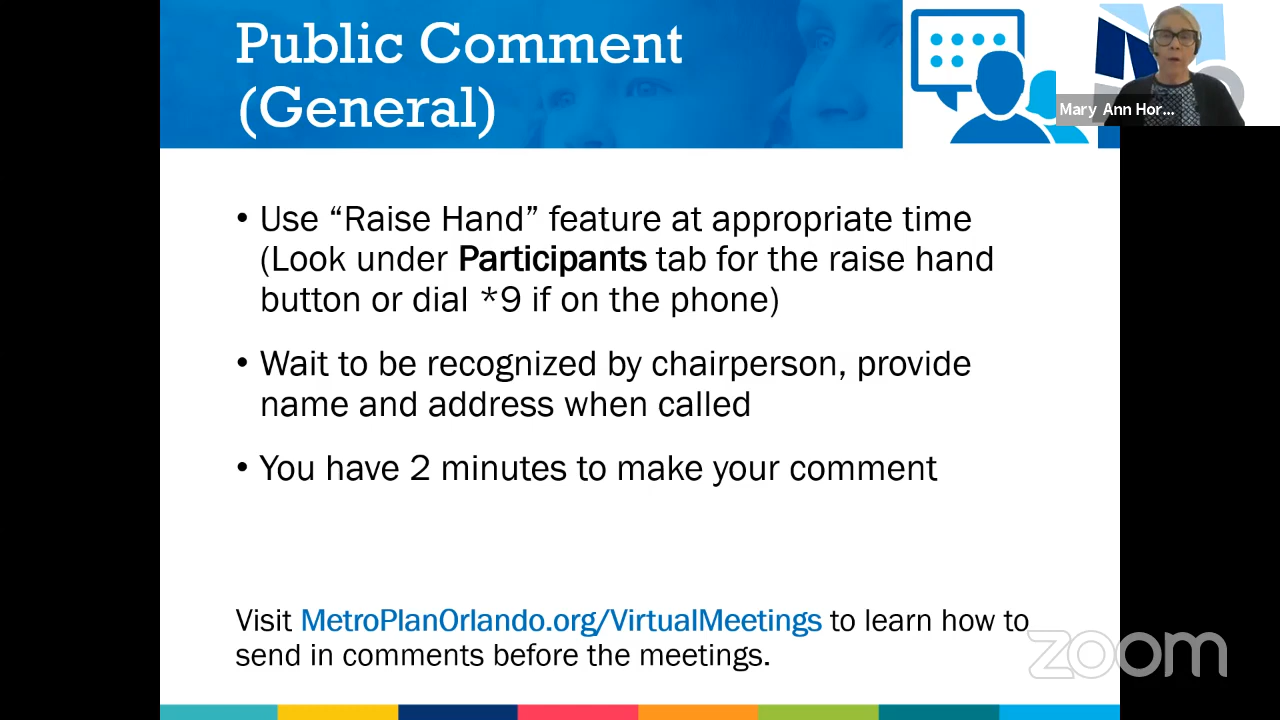 Public Comment
(General)
Mary Ann Hor...
• Use “Raise Hand” feature at appropriate time
(Look under Participants tab for the raise hand
button or dial *9 if on the phone)
• Wait to be recognized by chairperson, provide
name and address when called
• You have 2 minutes to make your comment
Visit MetroPlanOrlando.org/VirtualMeetings to learn how to
send in comments before the meetings.
zoom